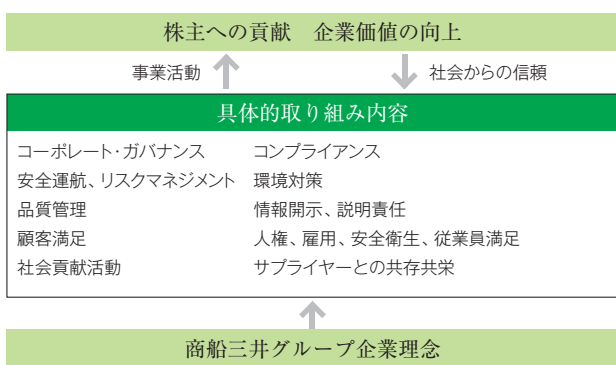 株主への貢献　企業価値の向上
事業活動
社会からの信頼
具体的取り組み内容
コーポレート・ガバナンス
コンプライアンス
安全運航、リスクマネジメント
環境対策
品質管理
情報開示、説明責任
顧客満足
人権、雇用、安全衛生、従業員満足
社会貢献活動
サプライヤーとの共存共栄
商船三井グループ企業理念